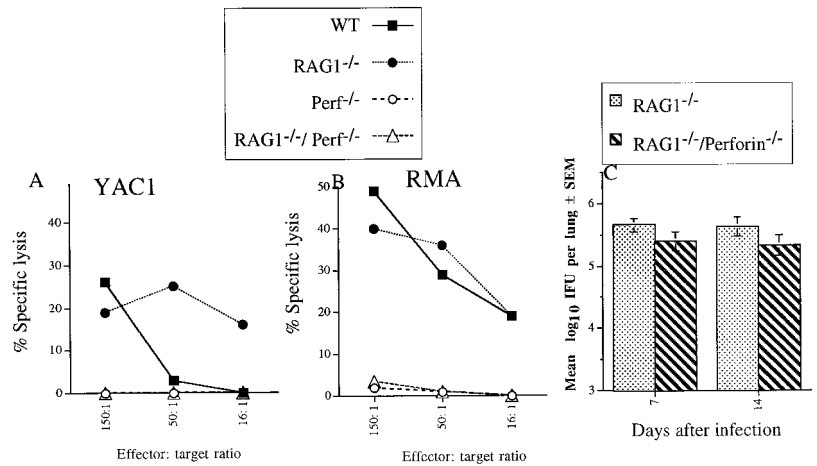 WT
RAG1-/-
Perf-/-
RAG1-/-/ Perf-/-
A
YAC1
% Specific lysis
40
30
20
10
0
150:1
50: 1
16: 1
Effector: target ratio
B
RMA
% Specific lysis
50
40
30
20
10
0
150: 1
50: 1
16: 1
Effector: target ratio
RAG1-/-
RAG1-/-/Perforin-/-
C
Mean log10 IFU per lung ± SEM
6
5
4
3
7
14
Days after infection